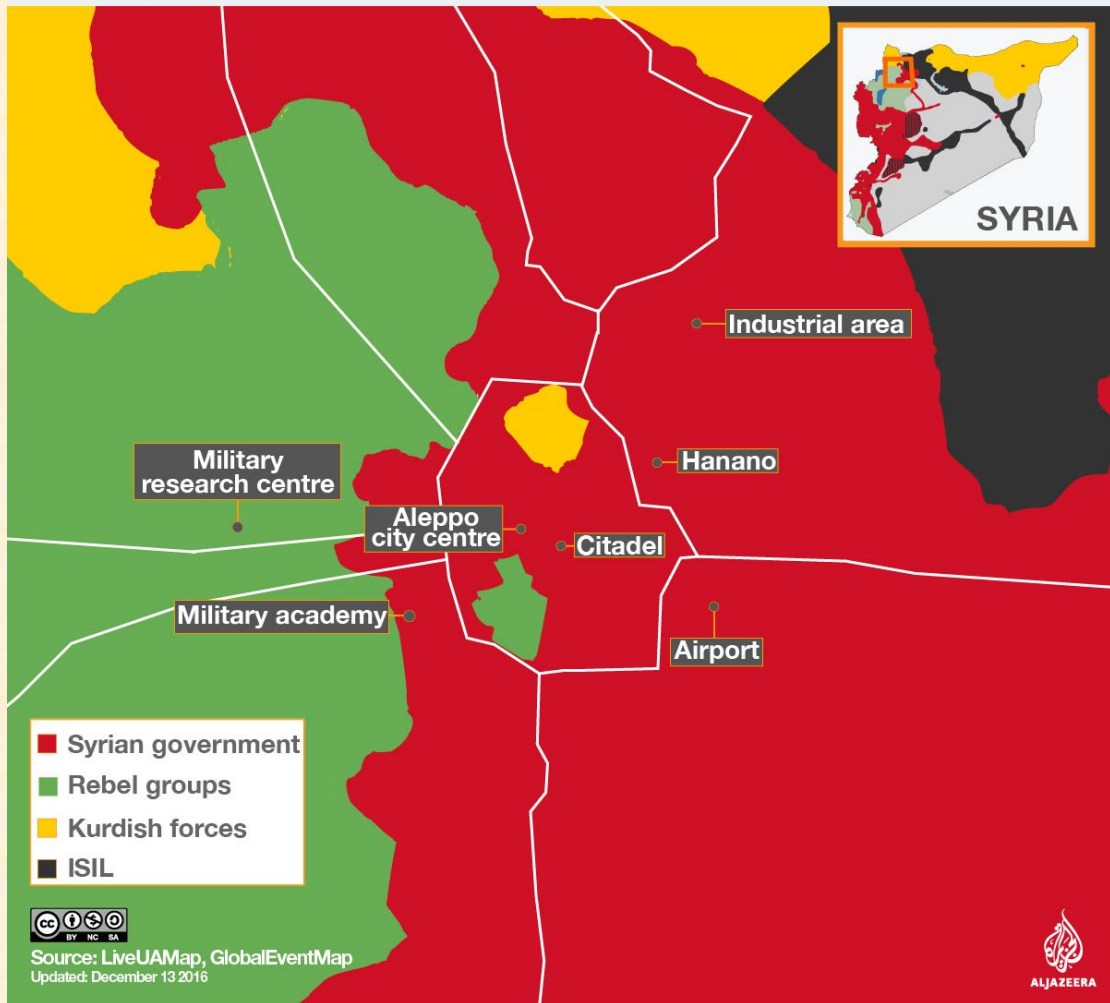 SYRIA
Industrial area
Military
research centre
Hanano
Aleppo
city centre
Citadel
Military academy
Airport
Syrian government
Rebel groups
Kurdish forces
ISIL
cc
BY NC SA
Source: LiveUAMap, GlobalEventMap
Updated: December 13 2016
ALJAZEERA